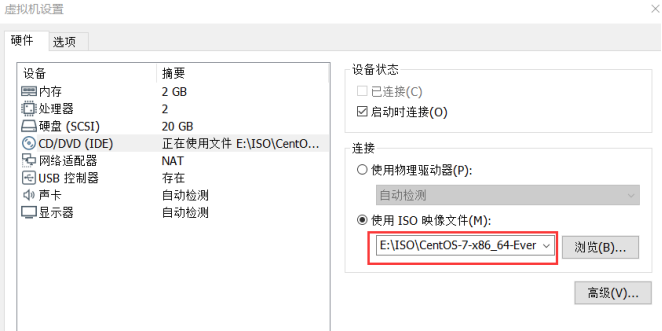 虚拟机设置
硬件 选项
设备 摘要
内存 2 GB
处理器 2
硬盘 (SCSI) 20 GB
CD/DVD (IDE) 正在使用文件 E:\ISO\CentO...
网络适配器 NAT
USB 控制器 存在
声卡 自动检测
显示器 自动检测
设备状态
已连接(C)
启动时连接(O)
连接
使用物理驱动器(P):
自动检测
使用 ISO 映像文件(M):
E:\ISO\CentOS-7-x86_64-Ever 浏览(B)...
高级(V)...